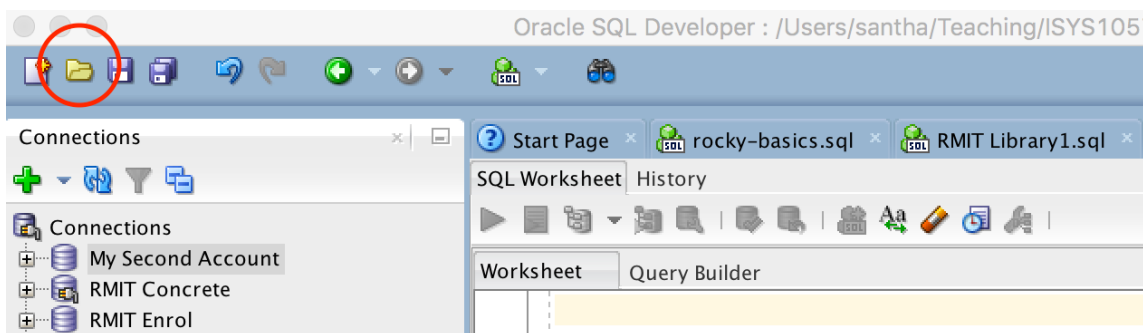 Oracle SQL Developer : /Users/santha/Teaching/ISYS105
SQL
Connections
Start Page rocky-basics.sql RMIT Library1.sql
SQL Worksheet History
Connections
My Second Account
Worksheet Query Builder
RMIT Concrete
RMIT Enrol